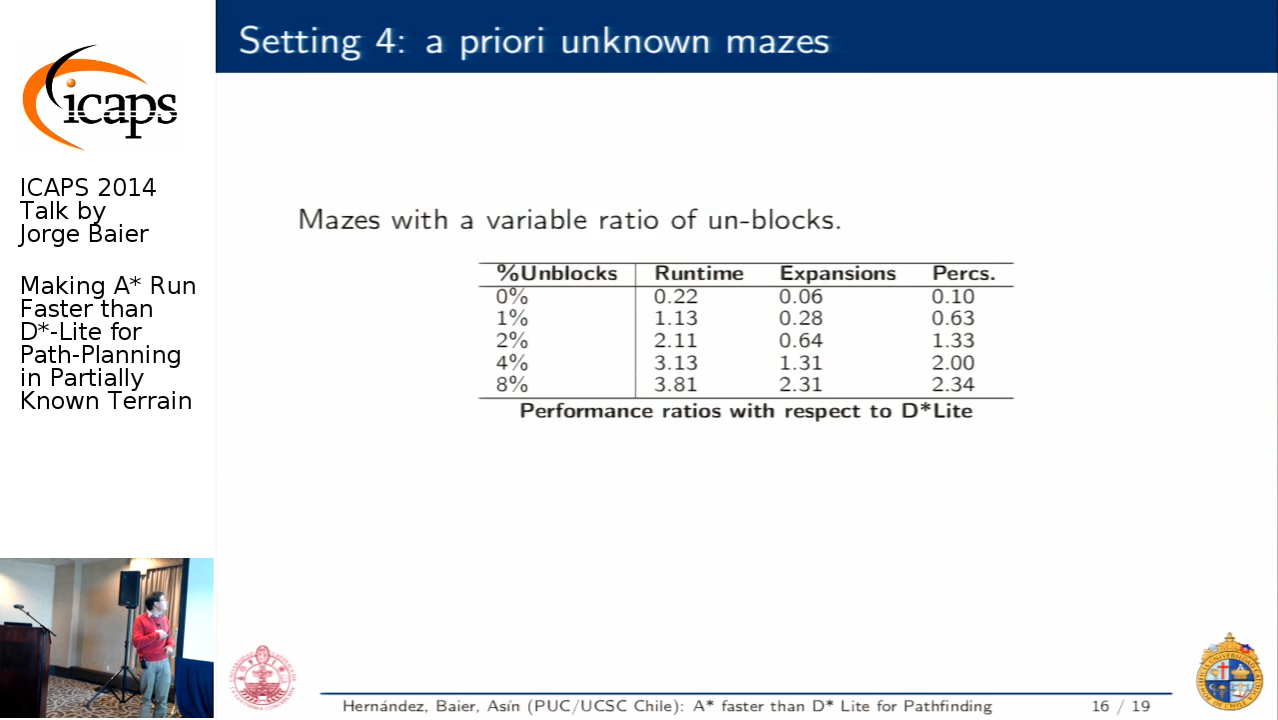 icaps
ICAPS 2014
Talk by
Jorge Baier
Making A* Run
Faster than
D*-Lite for
Path-Planning
in Partially
Known Terrain
Setting 4: a priori unknown mazes
Mazes with a variable ratio of un-blocks.
%Unblocks Runtime Expansions Percs.
0% 0.22 0.06 0.10
1% 1.13 0.28 0.63
2% 2.11 0.64 1.33
4% 3.13 1.31 2.00
8% 3.81 2.31 2.34
Performance ratios with respect to D*Lite
Hernández, Baier, Asín (PUC/UCSC Chile): A* faster than D* Lite for Pathfinding 16 / 19